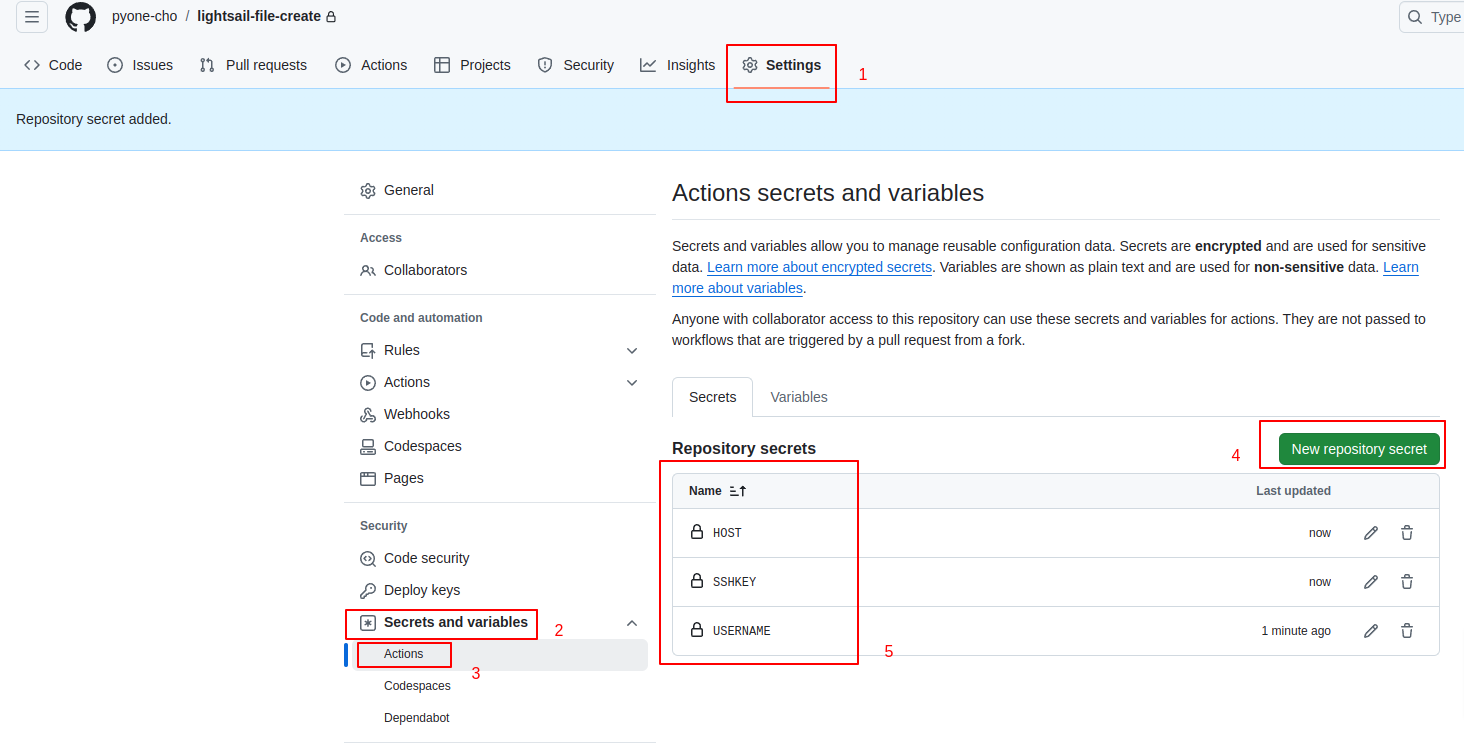 pyone-cho / lightsail-file-create
Type
Code Issues Pull requests Actions Projects Security Insights Settings
1
Repository secret added.
General
Access
Collaborators
Code and automation
Rules
Actions
Webhooks
Codespaces
Pages
Security
Code security
Deploy keys
Secrets and variables
2
Actions
3
Codespaces
Dependabot
Actions secrets and variables
Secrets and variables allow you to manage reusable configuration data. Secrets are encrypted and are used for sensitive
data. Learn more about encrypted secrets. Variables are shown as plain text and are used for non-sensitive data. Learn
more about variables.
Anyone with collaborator access to this repository can use these secrets and variables for actions. They are not passed to
workflows that are triggered by a pull request from a fork.
Secrets Variables
Repository secrets
4
New repository secret
Name Last updated
HOST now
SSHKEY now
USERNAME 1 minute ago
5